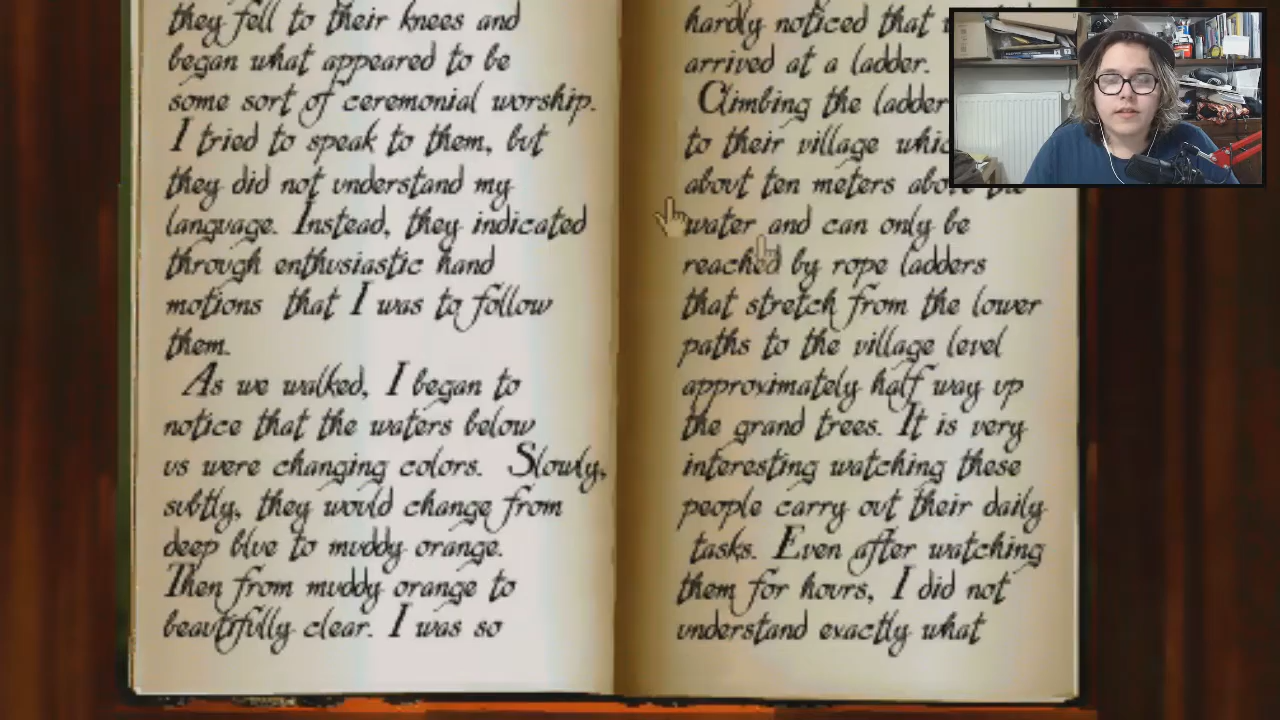 they fell to their knees and
began what appeared to be
some sort of ceremonial worship.
I tried to speak to them, but
they did not understand my
language. Instead, they indicated
through enthusiastic hand
motions that I was to follow
them.
As we walked, I began to
notice that the waters below
us were changing colors. Slowly,
subtly, they would change from
deep blue to muddy orange.
Then from muddy orange to
beautifully clear. I was so
hardly noticed that
arrived at a ladder.
Climbing the ladder
to their village
about ten meters
water and can only be
reached by rope ladders
that stretch from the lower
paths to the village level
approximately half way up
the grand trees. It is very
interesting watching these
people carry out their daily
tasks. Even after watching
them for hours, I did not
understand exactly what